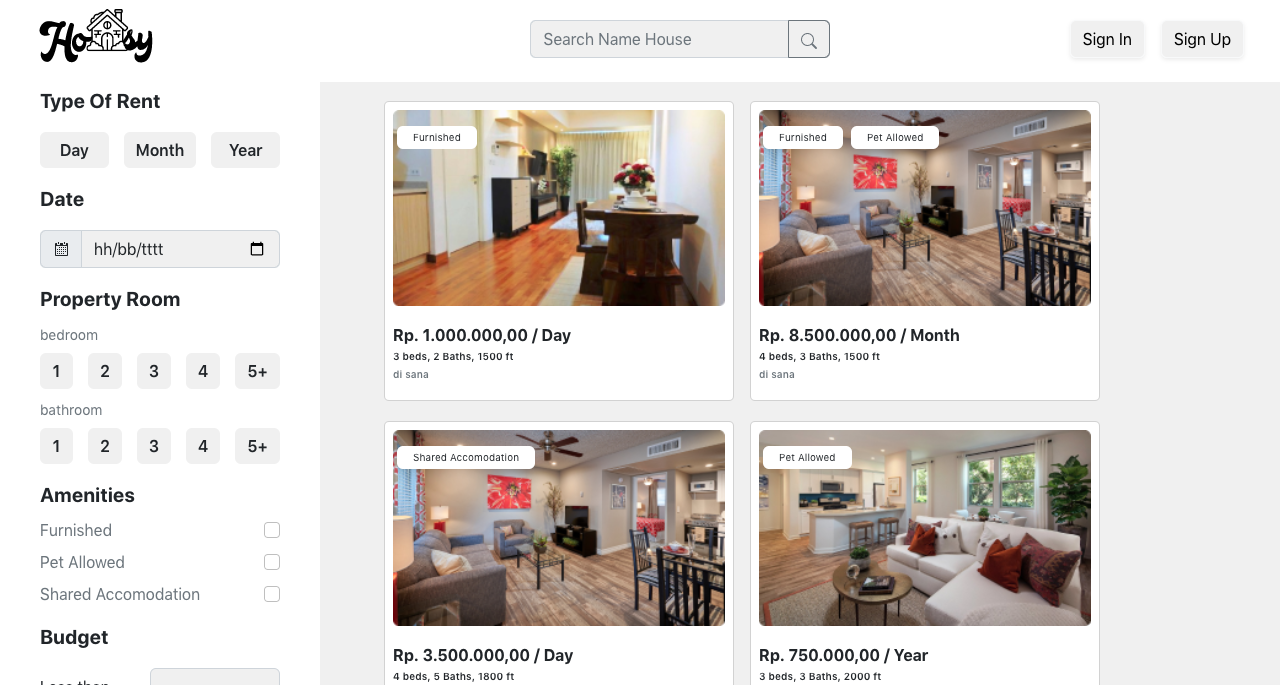 Housy
Search Name House
Sign In
Sign Up
Type Of Rent
Day
Month
Year
Date
hh/bb/tttt
Property Room
bedroom
1
2
3
4
5+
bathroom
1
2
3
4
5+
Amenities
Furnished
Pet Allowed
Shared Accomodation
Budget
Less than
Furnished
Rp. 1.000.000,00 / Day
3 beds, 2 Baths, 1500 ft
di sana
Furnished
Pet Allowed
Rp. 8.500.000,00 / Month
4 beds, 3 Baths, 1500 ft
di sana
Shared Accomodation
Rp. 3.500.000,00 / Day
4 beds, 5 Baths, 1800 ft
Pet Allowed
Rp. 750.000,00 / Year
3 beds, 3 Baths, 2000 ft